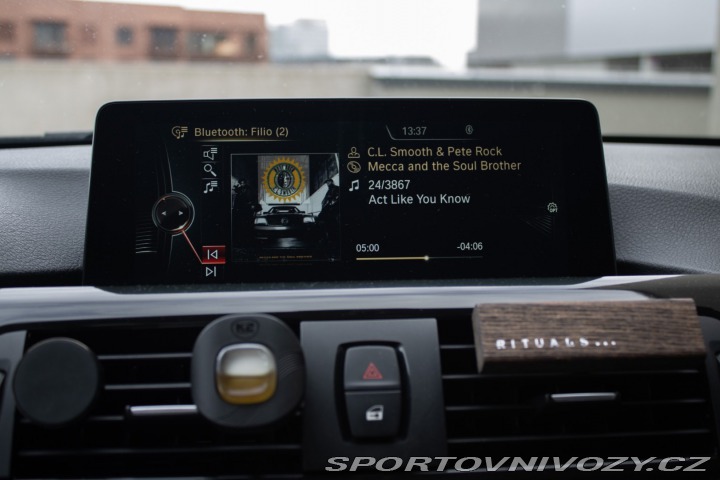 Bluetooth: Filio (2)
13:37
C.L. Smooth & Pete Rock
Mecca and the Soul Brother
24/3867
Act Like You Know
05:00
-04:06
RITUALS...
SPORTOVNIVOZY.CZ